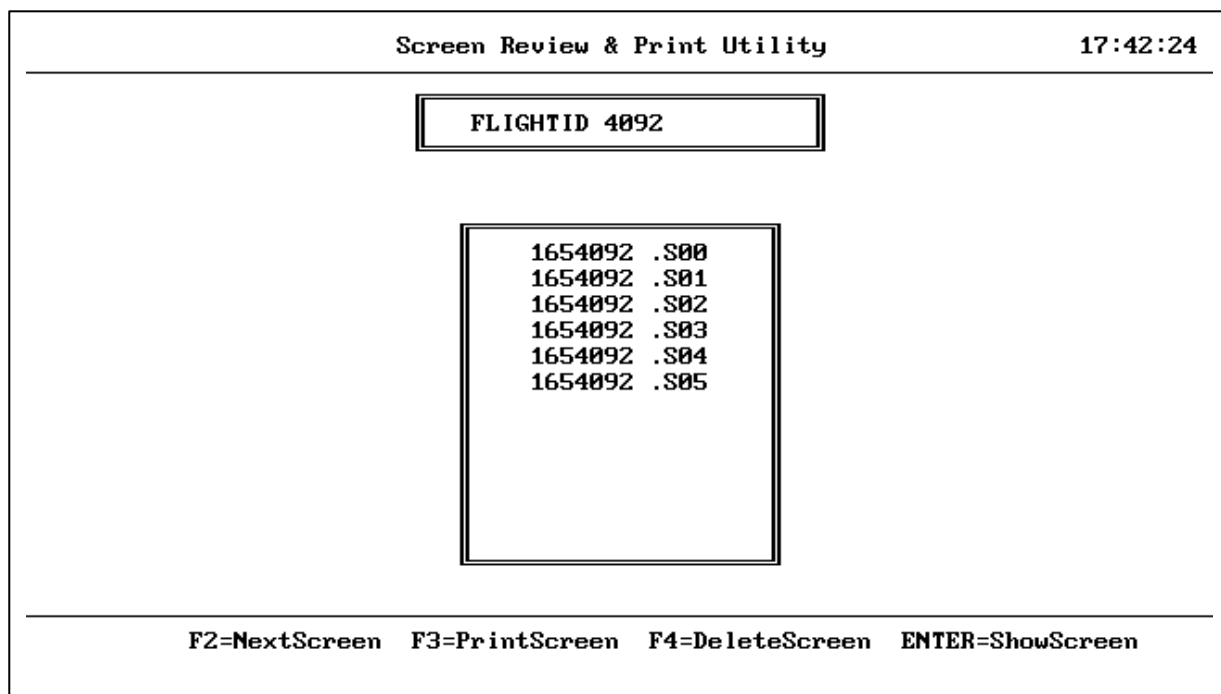 Screen Review & Print Utility 17:42:24
FLIGHTID 4092
1654092 .S00
1654092 .S01
1654092 .S02
1654092 .S03
1654092 .S04
1654092 .S05
F2=NextScreen F3=PrintScreen F4=DeleteScreen ENTER=ShowScreen